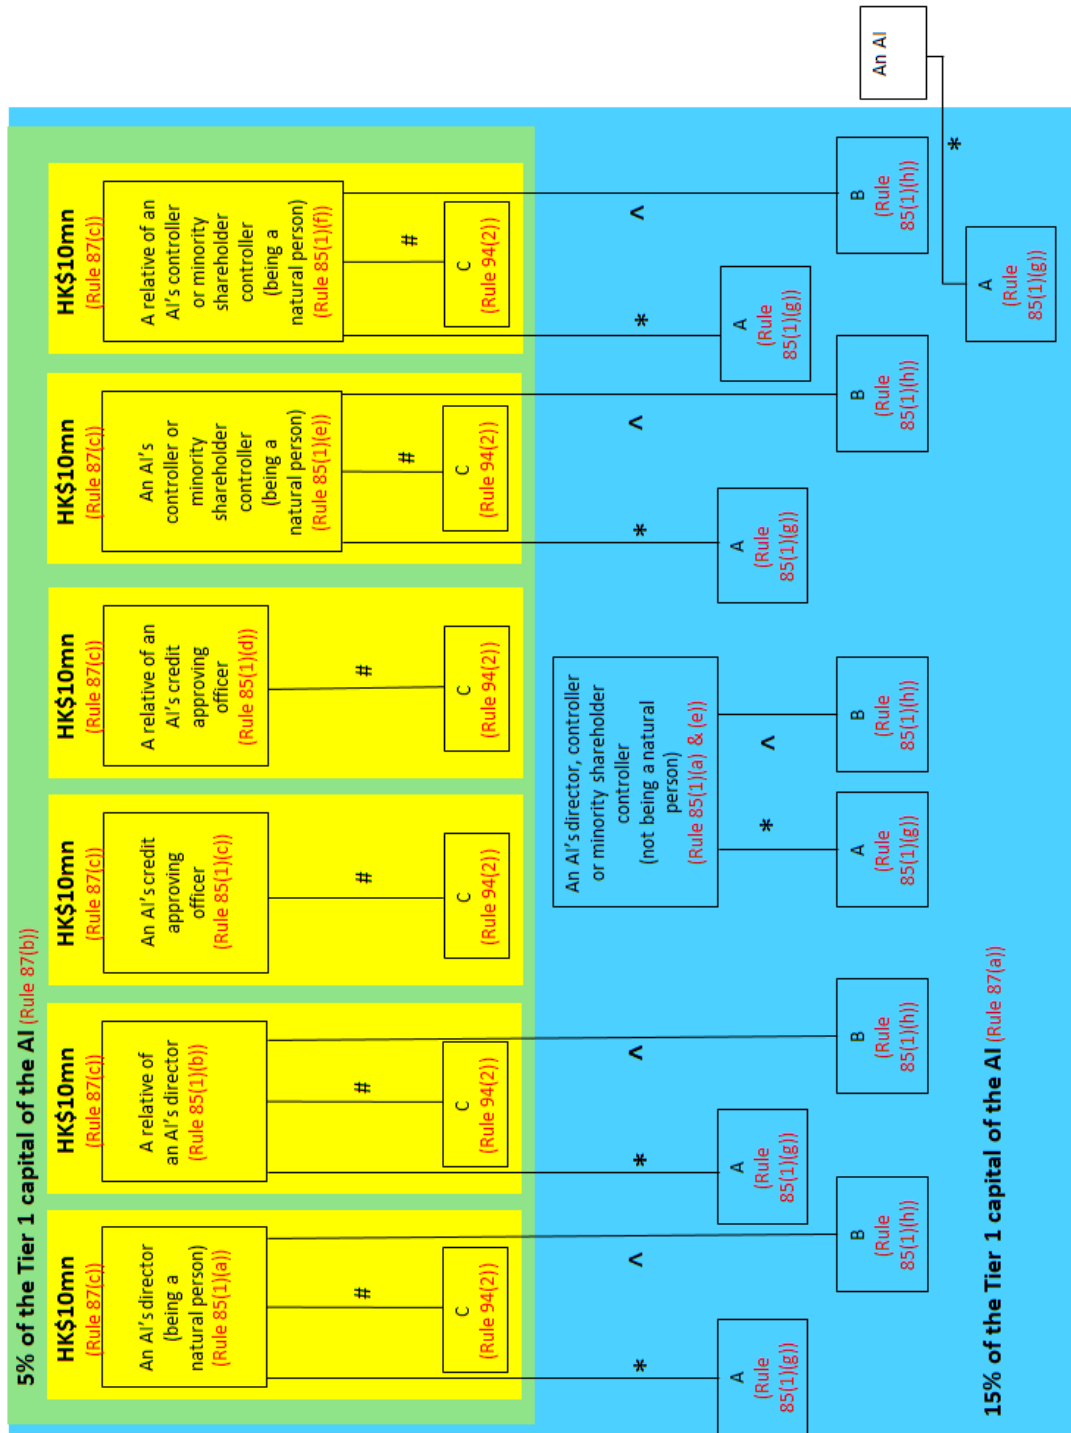 5% of the Tier 1 capital of the AI (Rule 87(b))
HK$10mn
(Rule 87(c))
An AI's director
(being a
natural person)
(Rule 85(1)(a))
#
C
(Rule 94(2))
*
A
(Rule
85(1)(g))
^
B
(Rule
85(1)(h))
HK$10mn
(Rule 87(c))
A relative of
an AI's director
(Rule 85(1)(b))
#
C
(Rule 94(2))
*
A
(Rule
85(1)(g))
^
B
(Rule
85(1)(h))
HK$10mn
(Rule 87(c))
An AI's credit
approving
officer
(Rule 85(1)(c))
#
C
(Rule 94(2))
HK$10mn
(Rule 87(c))
A relative of an
AI's credit
approving
officer
(Rule 85(1)(d))
#
C
(Rule 94(2))
An AI's director, controller
or minority shareholder
controller
(not being a natural
person)
(Rule 85(1)(a) & (e))
*
A
(Rule
85(1)(g))
^
B
(Rule
85(1)(h))
HK$10mn
(Rule 87(c))
An AI's
controller or
minority
shareholder
controller
(being a
natural person)
(Rule 85(1)(e))
#
C
(Rule 94(2))
*
A
(Rule
85(1)(g))
^
B
(Rule
85(1)(h))
HK$10mn
(Rule 87(c))
A relative of an
AI's controller
or minority
shareholder
controller
(being a
natural person)
(Rule 85(1)(f))
#
C
(Rule 94(2))
*
A
(Rule
85(1)(g))
^
B
(Rule
85(1)(h))
An AI
*
A
(Rule
85(1)(g))
15% of the Tier 1 capital of the AI (Rule 87(a))